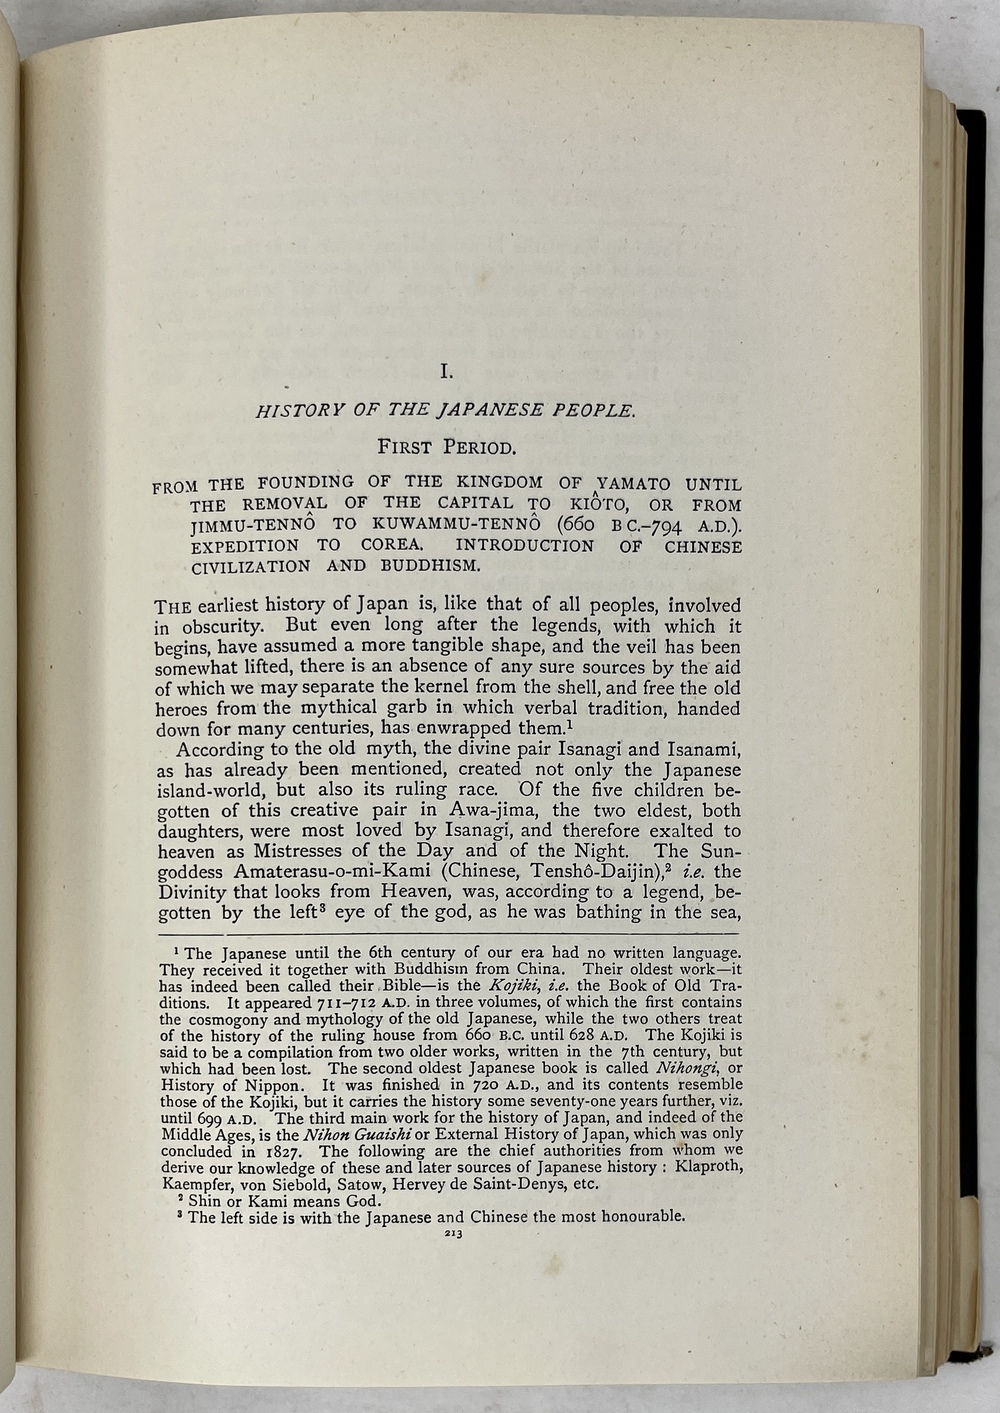 I.
HISTORY OF THE JAPANESE PEOPLE.
FIRST PERIOD.
FROM THE FOUNDING OF THE KINGDOM OF YAMATO UNTIL
THE REMOVAL OF THE CAPITAL TO KIÔTO, OR FROM
JIMMU-TENNÔ TO KUWAMMU-TENNÔ (660 B C.–794 A.D.).
EXPEDITION TO COREA. INTRODUCTION OF CHINESE
CIVILIZATION AND BUDDHISM.
THE earliest history of Japan is, like that of all peoples, involved
in obscurity. But even long after the legends, with which it
begins, have assumed a more tangible shape, and the veil has been
somewhat lifted, there is an absence of any sure sources by the aid
of which we may separate the kernel from the shell, and free the old
heroes from the mythical garb in which verbal tradition, handed
down for many centuries, has enwrapped them.¹
According to the old myth, the divine pair Isanagi and Isanami,
as has already been mentioned, created not only the Japanese
island-world, but also its ruling race. Of the five children be-
gotten of this creative pair in Awa-jima, the two eldest, both
daughters, were most loved by Isanagi, and therefore exalted to
heaven as Mistresses of the Day and of the Night. The Sun-
goddess Amaterasu-o-mi-Kami (Chinese, Tenshô-Daijin),² i.e. the
Divinity that looks from Heaven, was, according to a legend, be-
gotten by the left³ eye of the god, as he was bathing in the sea,
¹ The Japanese until the 6th century of our era had no written language.
They received it together with Buddhism from China. Their oldest work—it
has indeed been called their Bible—is the Kojiki, i.e. the Book of Old Tra-
ditions. It appeared 711–712 A.D. in three volumes, of which the first contains
the cosmogony and mythology of the old Japanese, while the two others treat
of the history of the ruling house from 660 B.C. until 628 A.D. The Kojiki is
said to be a compilation from two older works, written in the 7th century, but
which had been lost. The second oldest Japanese book is called Nihongi, or
History of Nippon. It was finished in 720 A.D., and its contents resemble
those of the Kojiki, but it carries the history some seventy-one years further, viz.
until 699 A.D. The third main work for the history of Japan, and indeed of the
Middle Ages, is the Nihon Guaishi or External History of Japan, which was only
concluded in 1827. The following are the chief authorities from whom we
derive our knowledge of these and later sources of Japanese history : Klaproth,
Kaempfer, von Siebold, Satow, Hervey de Saint-Denys, etc.
² Shin or Kami means God.
³ The left side is with the Japanese and Chinese the most honourable.
213